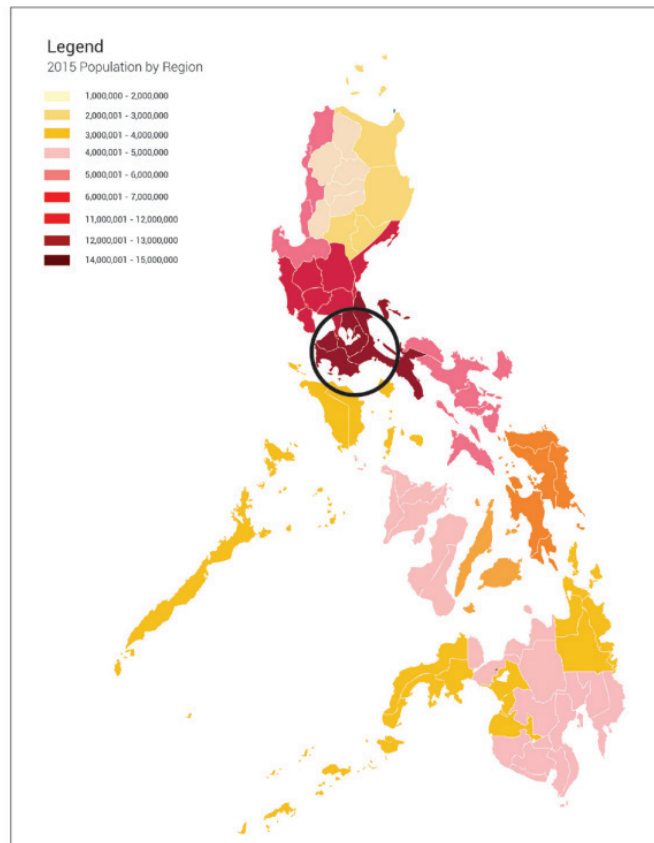 Legend
2015 Population by Region
1,000,000 - 2,000,000
2,000,001 - 3,000,000
3,000,001 - 4,000,000
4,000,001 - 5,000,000
5,000,001 - 6,000,000
6,000,001 - 7,000,000
11,000,001 - 12,000,000
12,000,001 - 13,000,000
14,000,001 - 15,000,000